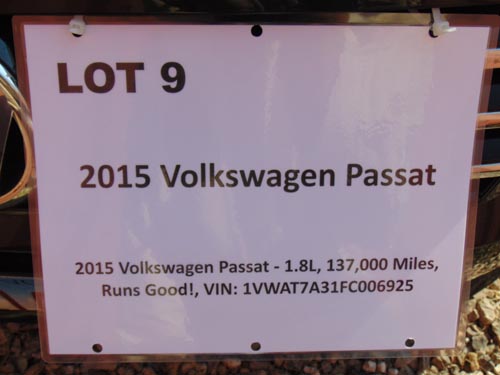 LOT 9
2015 Volkswagen Passat
2015 Volkswagen Passat - 1.8L, 137,000 Miles,
Runs Good!, VIN: 1VWAT7A31FC006925